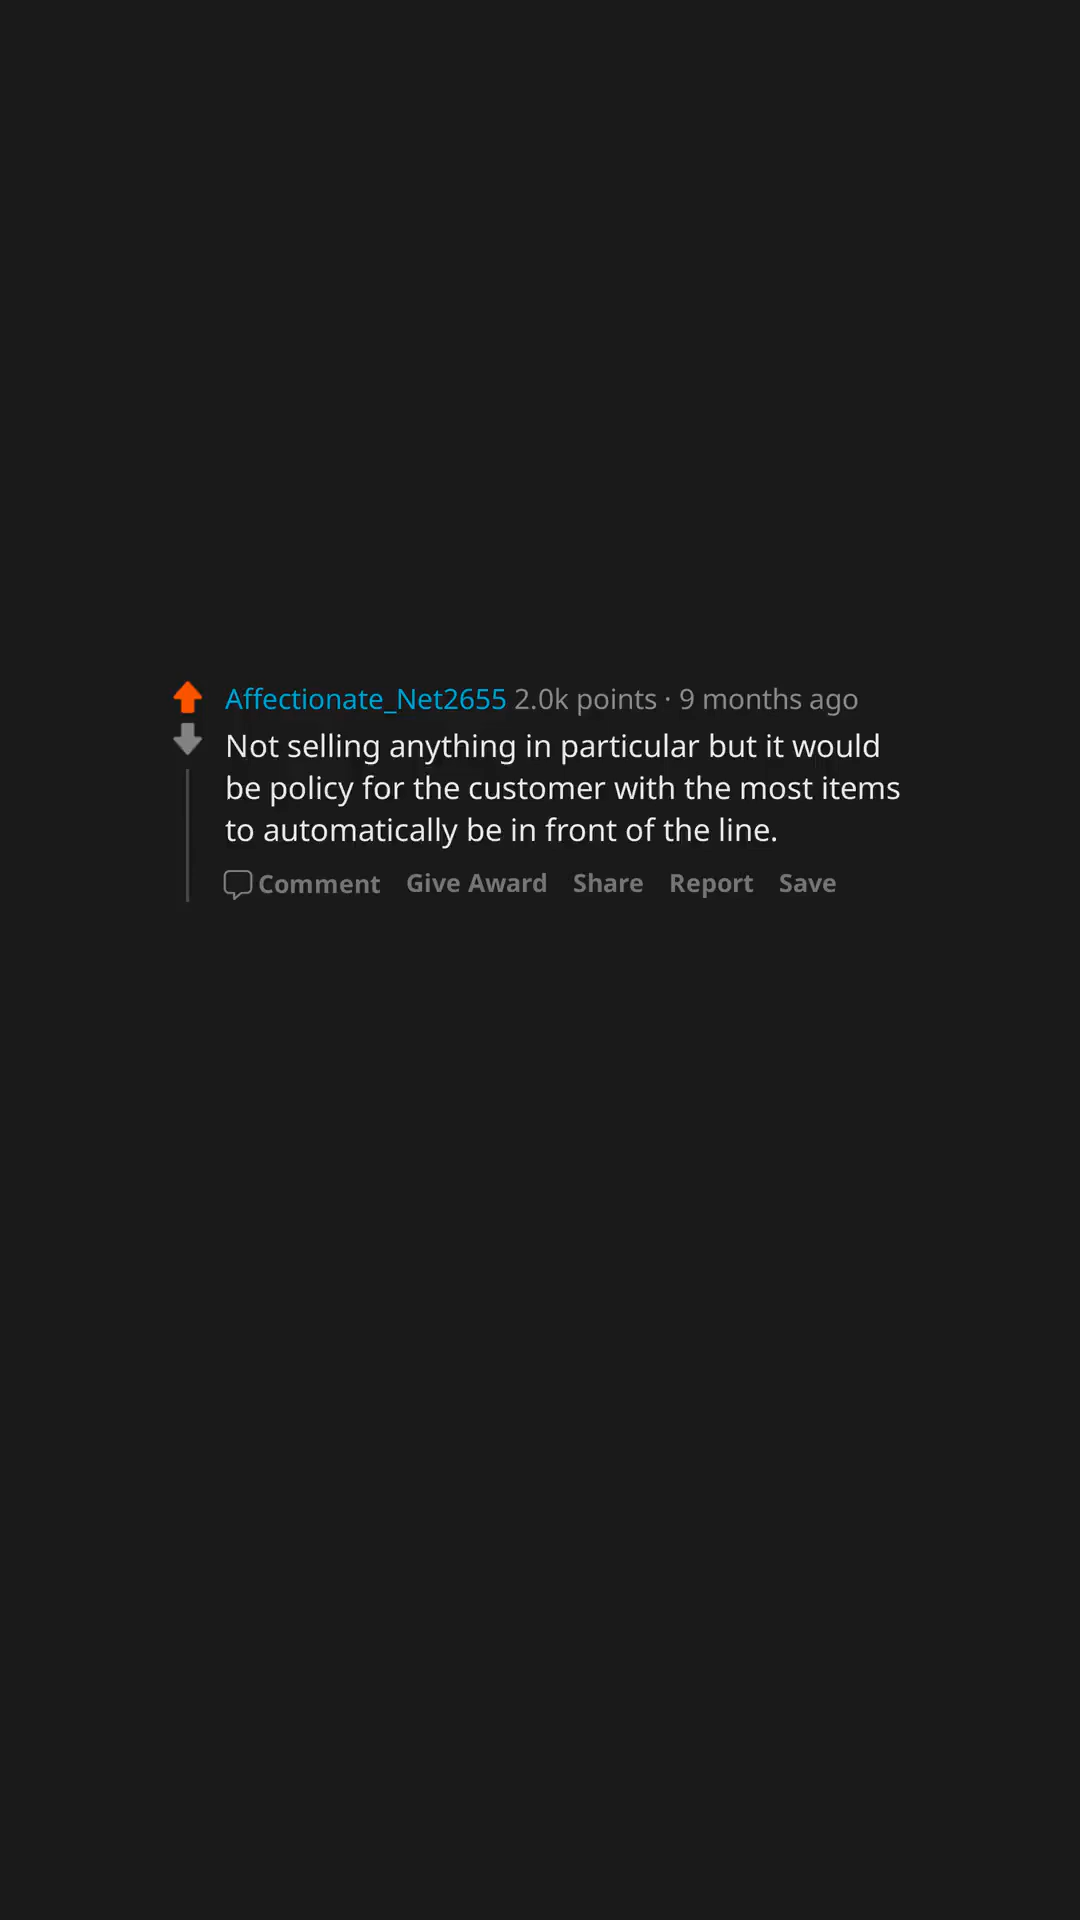 Affectionate_Net2655 2.0k points · 9 months ago
Not selling anything in particular but it would
be policy for the customer with the most items
to automatically be in front of the line.
Comment Give Award Share Report Save